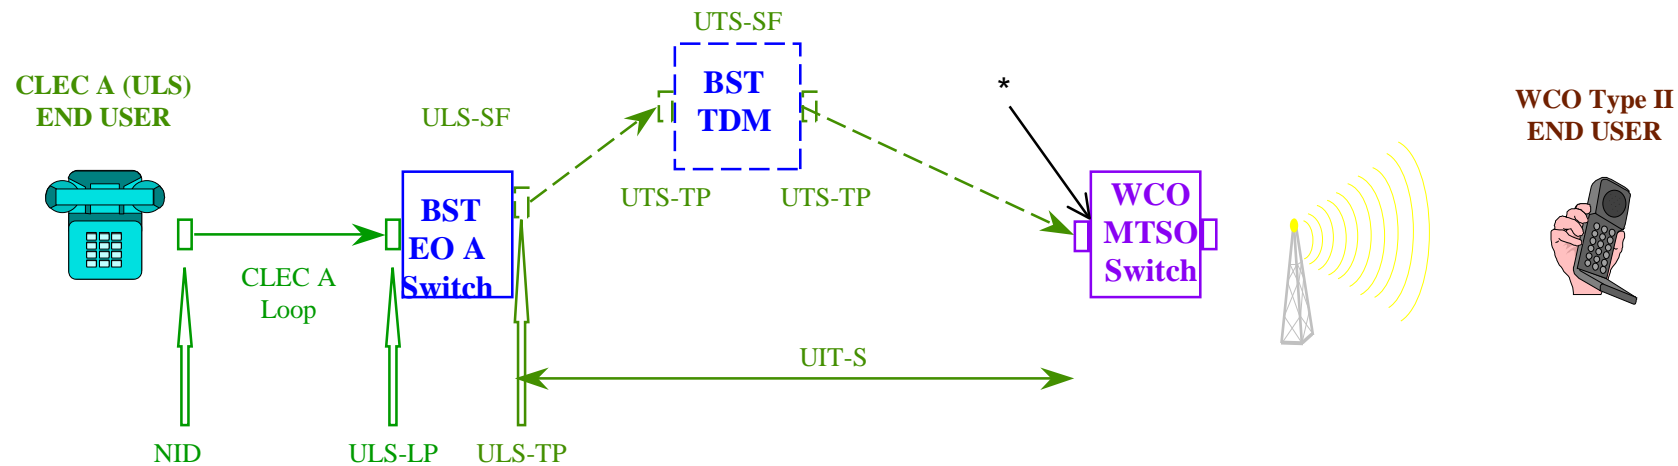 UTS-SF
CLEC A (ULS)
END USER
ULS-SF
BST
TDM
*
WCO Type II
END USER
UTS-TP
UTS-TP
BST
EO A
Switch
WCO
MTSO
Switch
CLEC A
Loop
UIT-S
NID
ULS-LP
ULS-TP